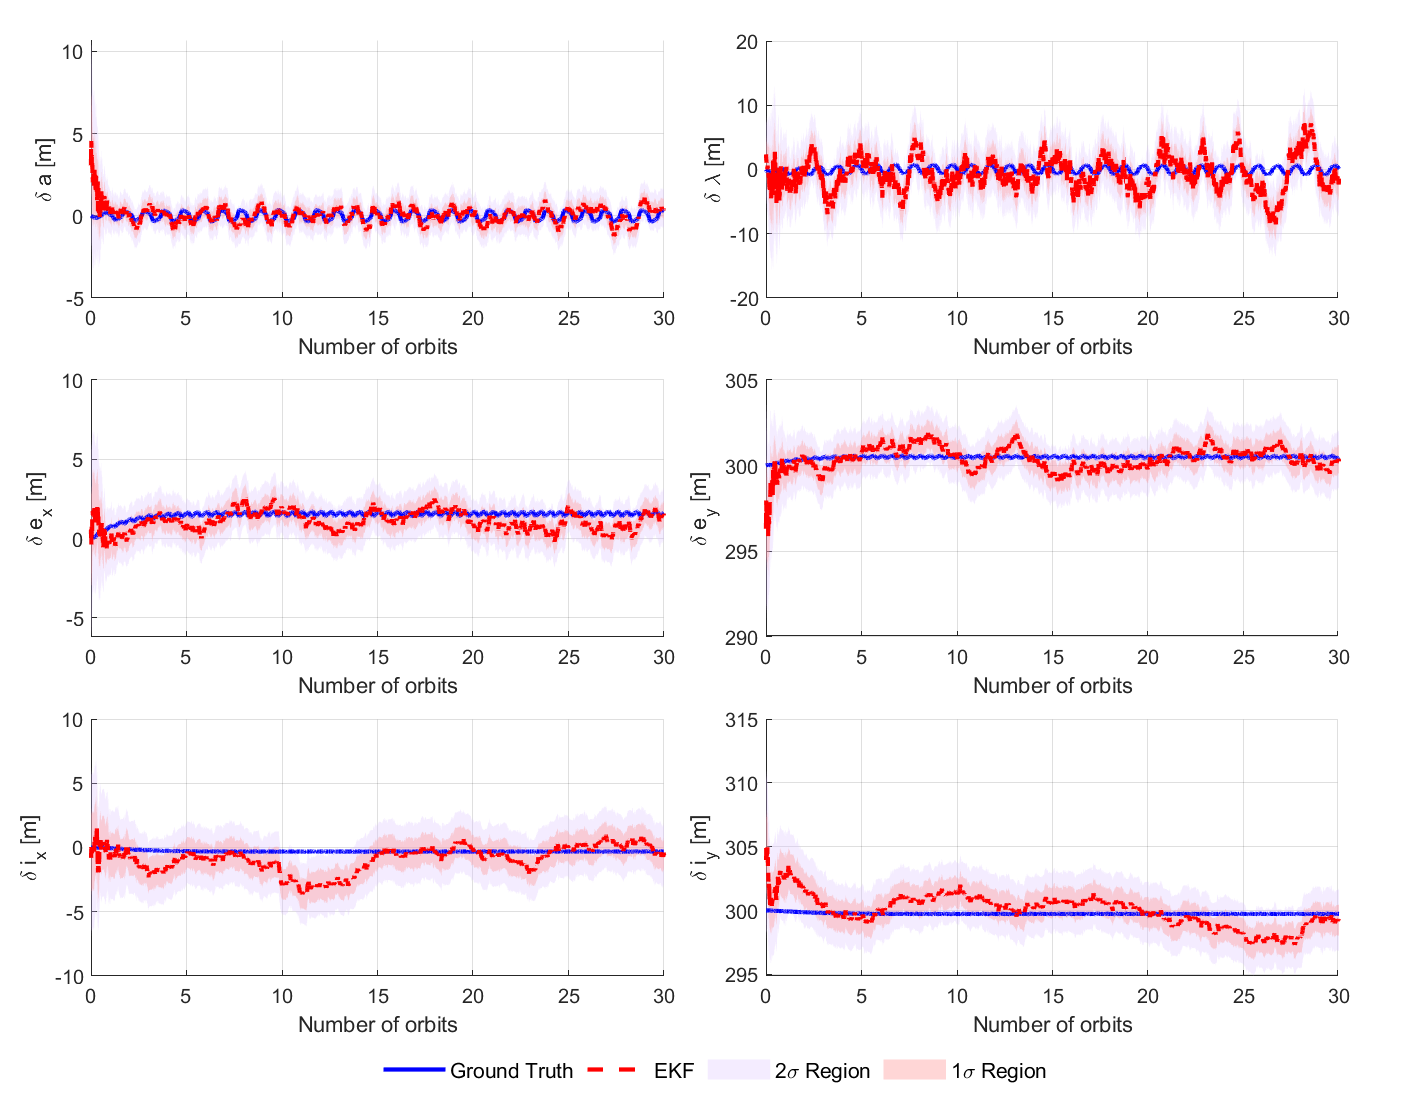 10
5
0
-5
δ a [m]
0 5 10 15 20 25 30
Number of orbits
20
10
0
-10
-20
δ λ [m]
0 5 10 15 20 25 30
Number of orbits
10
5
0
-5
δ e_x [m]
0 5 10 15 20 25 30
Number of orbits
305
300
295
290
δ e_y [m]
0 5 10 15 20 25 30
Number of orbits
10
5
0
-5
-10
δ i_x [m]
0 5 10 15 20 25 30
Number of orbits
315
310
305
300
295
δ i_y [m]
0 5 10 15 20 25 30
Number of orbits
Ground Truth EKF 2σ Region 1σ Region